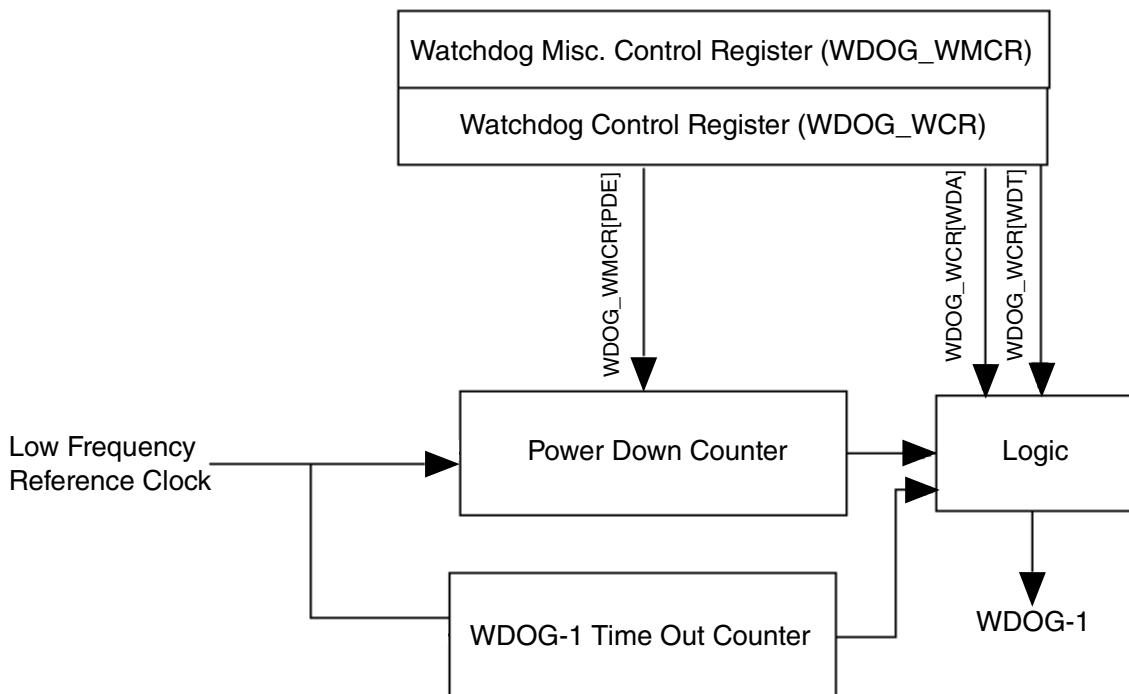 Watchdog Misc. Control Register (WDOG_WMCR)
Watchdog Control Register (WDOG_WCR)
WDOG_WMCR[PDE]
WDOG_WCR[WDA]
WDOG_WCR[WDT]
Low Frequency
Reference Clock
Power Down Counter
Logic
WDOG-1 Time Out Counter
WDOG-1